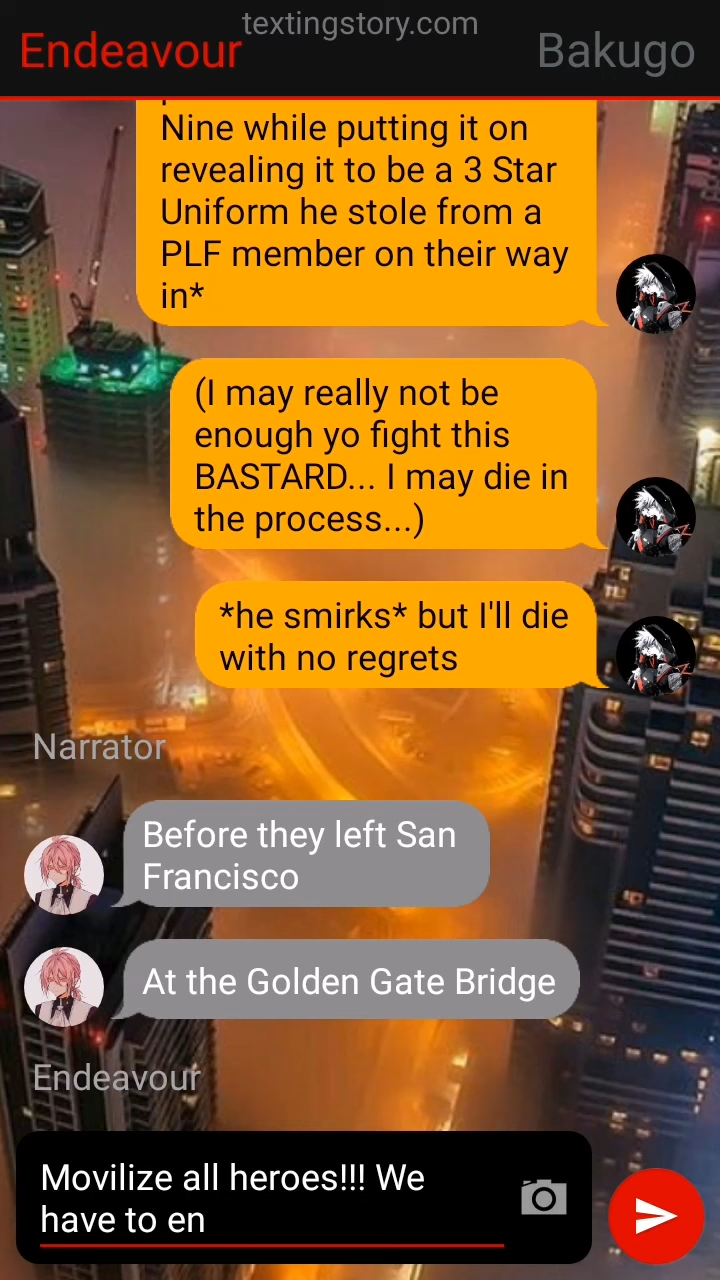 textingstory.com
Endeavour
Bakugo
Nine while putting it on
revealing it to be a 3 Star
Uniform he stole from a
PLF member on their way
in*
(I may really not be
enough yo fight this
BASTARD... I may die in
the process...)
*he smirks* but I'll die
with no regrets
Narrator
Before they left San
Francisco
At the Golden Gate Bridge
Endeavour
Movilize all heroes!!! We
have to en